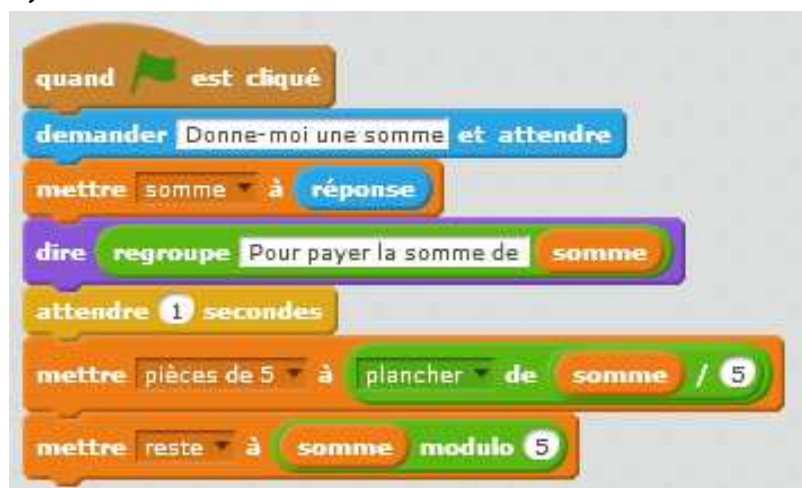 quand est cliqué
demander Donne-moi une somme et attendre
mettre somme à réponse
dire regroupe Pour payer la somme de somme
attendre 1 secondes
mettre pièces de 5 à plancher de somme / 5
mettre reste à somme modulo 5